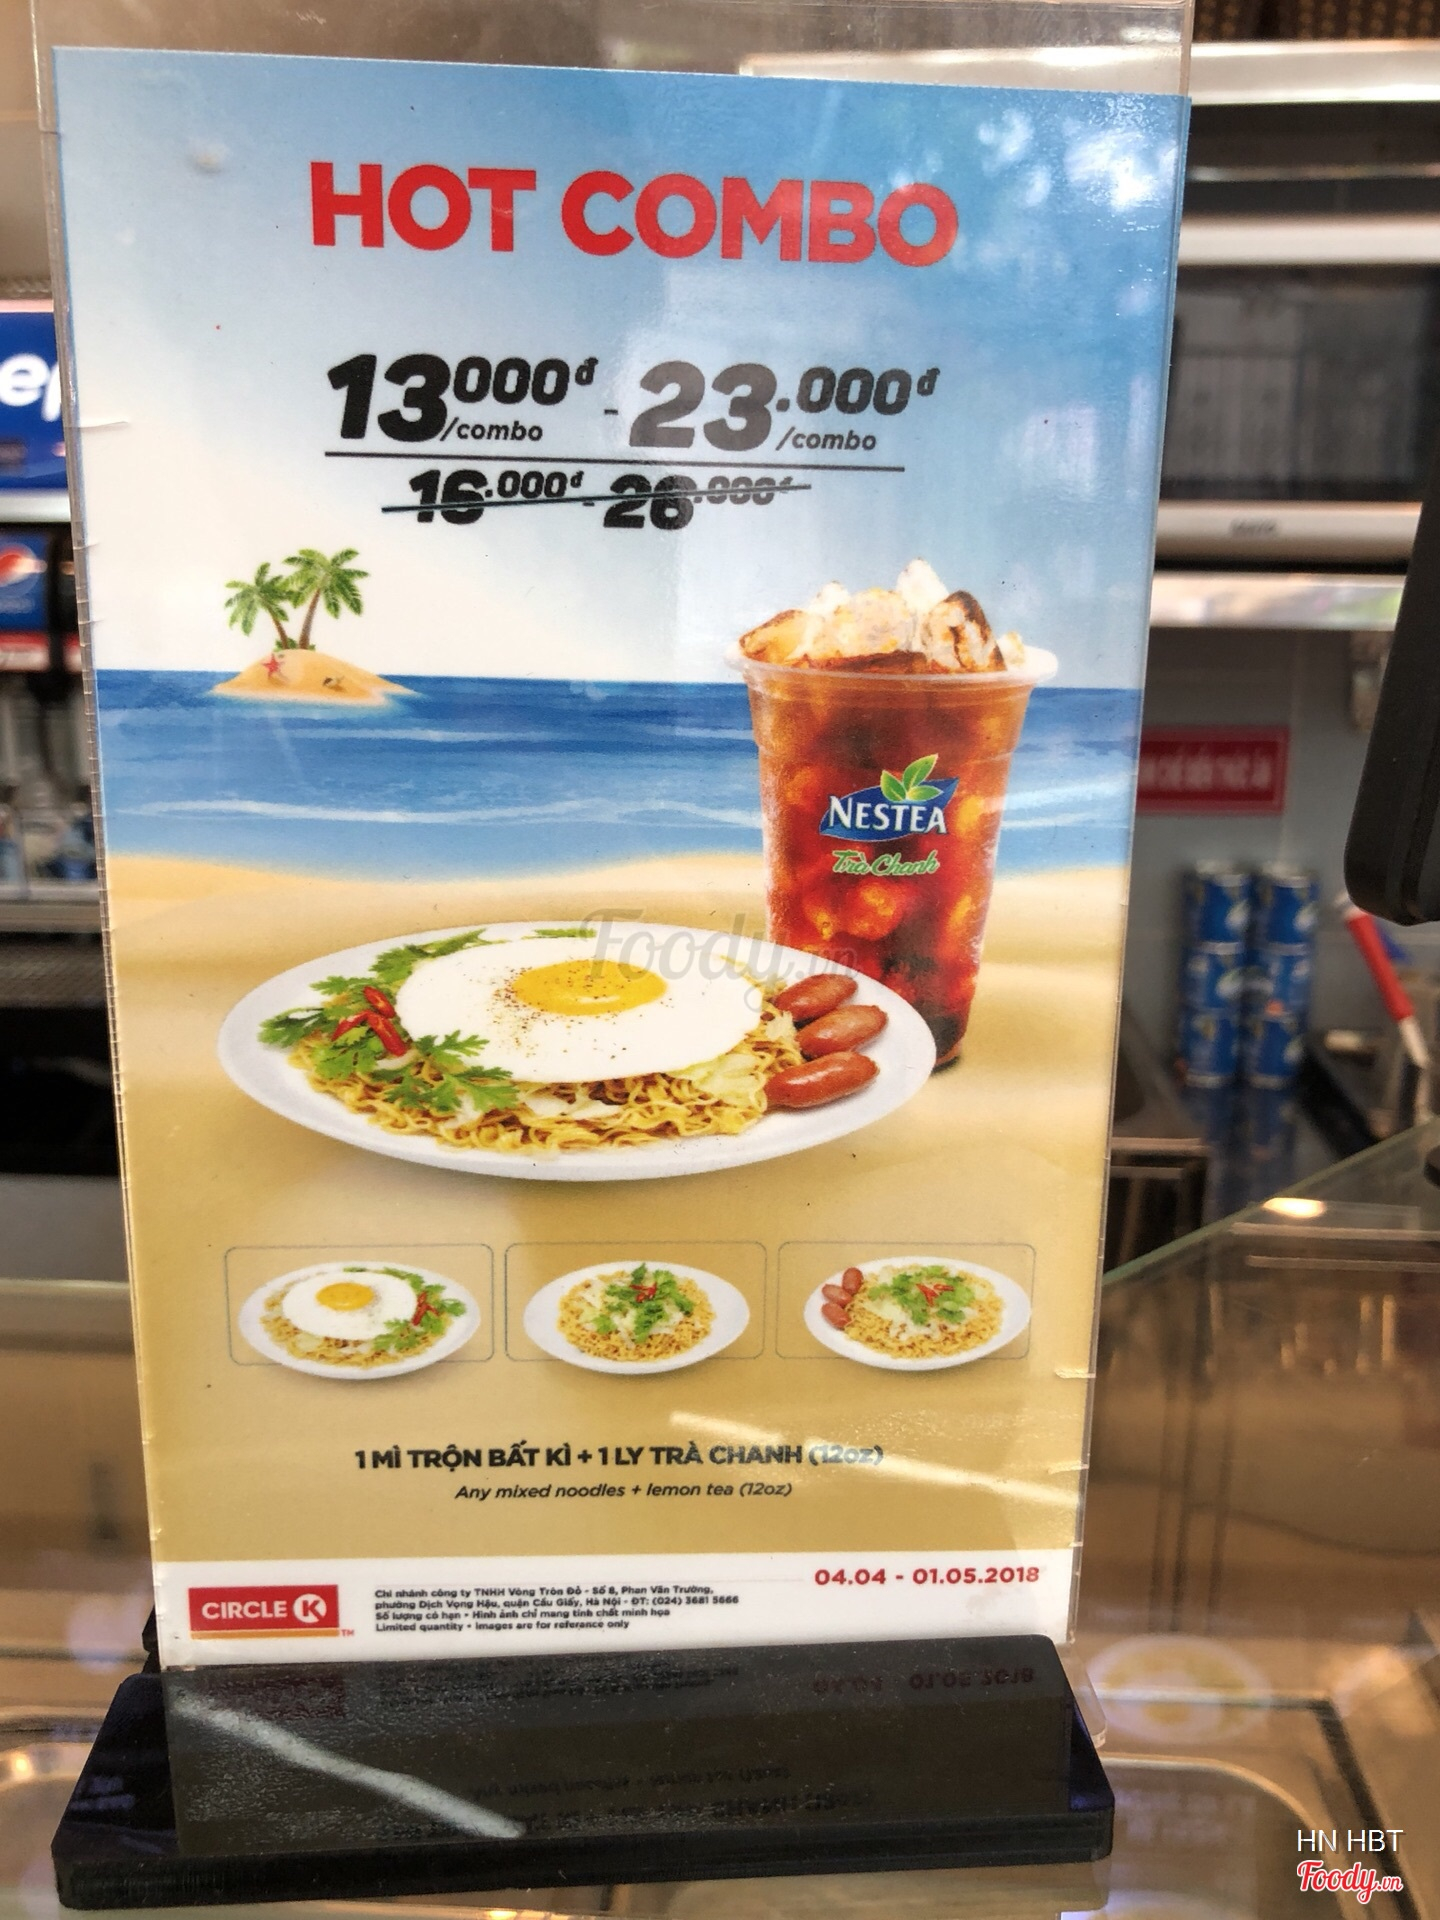 HOT COMBO
13000đ/combo - 23.000đ/combo
16.000đ - 26.000đ
NESTEA
Trà Chanh
Foody.vn
1 MÌ TRỘN BẤT KÌ + 1 LY TRÀ CHANH (12oz)
Any mixed noodles + lemon tea (12oz)
04.04 - 01.05.2018
CIRCLE K TM
Chi nhánh công ty TNHH Vòng Tròn Đỏ - Số 8, Phan Văn Trường,
phường Dịch Vọng Hậu, quận Cầu Giấy, Hà Nội - ĐT: (024) 3681 5666
Số lượng có hạn • Hình ảnh chỉ mang tính chất minh họa
Limited quantity • Images are for reference only
HN HBT
Foody.vn